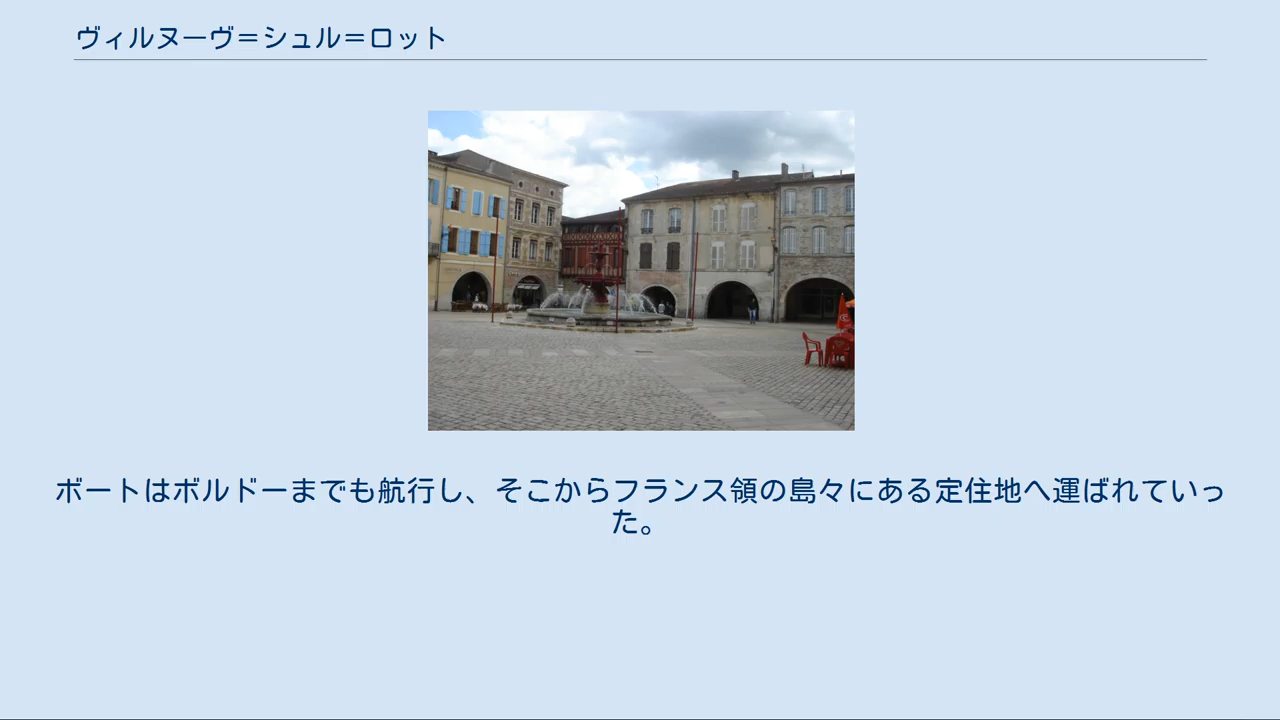 ヴィルヌーヴ＝シュル＝ロット
ボートはボルドーまでも航行し、そこからフランス領の島々にある定住地へ運ばれていっ
た。